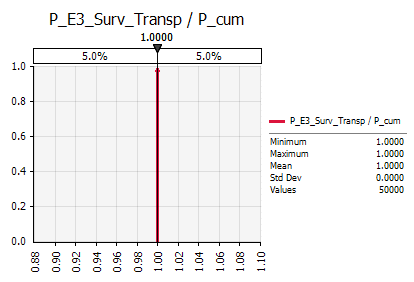 P_E3_Surv_Transp / P_cum
1.0000
5.0% 5.0%
1.0
0.8
0.6
0.4
0.2
0.0
0.88 0.90 0.92 0.94 0.96 0.98 1.00 1.02 1.04 1.06 1.08 1.10
P_E3_Surv_Transp / P_cum
Minimum 1.0000
Maximum 1.0000
Mean 1.0000
Std Dev 0.0000
Values 50000